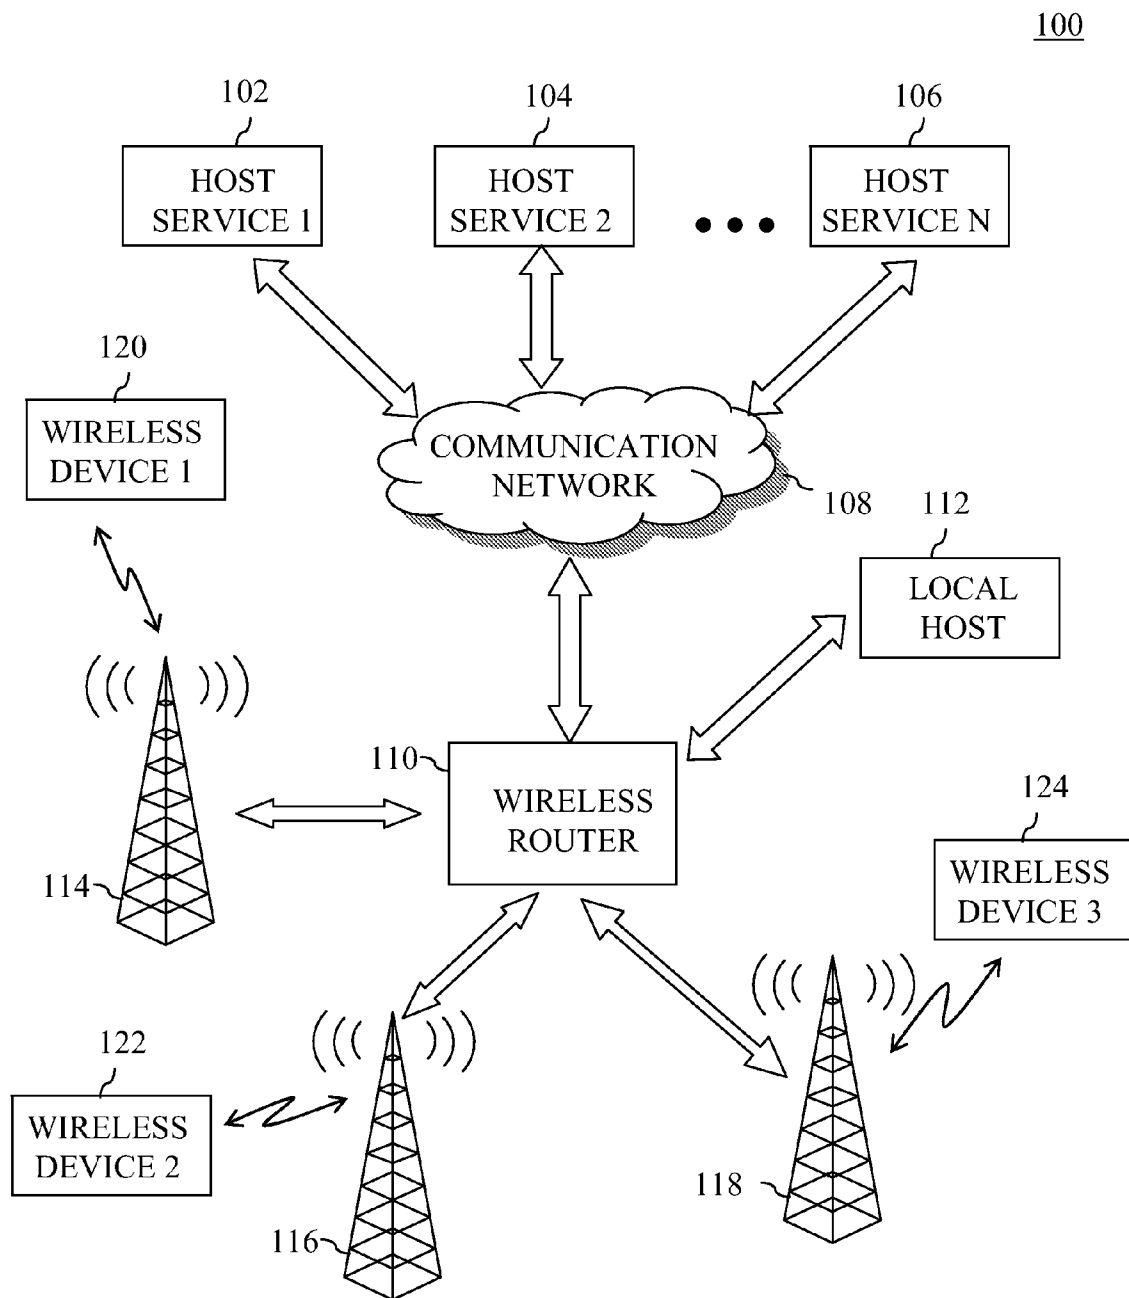 100
102
104
106
HOST
SERVICE 1
HOST
SERVICE 2
HOST
SERVICE N
120
WIRELESS
DEVICE 1
COMMUNICATION
NETWORK
108
112
LOCAL
HOST
110
WIRELESS
ROUTER
124
WIRELESS
DEVICE 3
114
122
WIRELESS
DEVICE 2
116
118